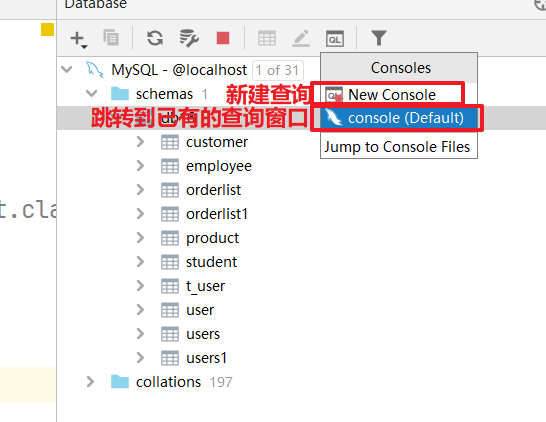 Database
QL
MySQL - @localhost 1 of 31
Consoles
schemas 1
新建查询
New Console
跳转到已有的查询窗口
console (Default)
customer
Jump to Console Files
employee
orderlist
t.cla
orderlist1
product
student
t_user
user
users
users1
collations 197